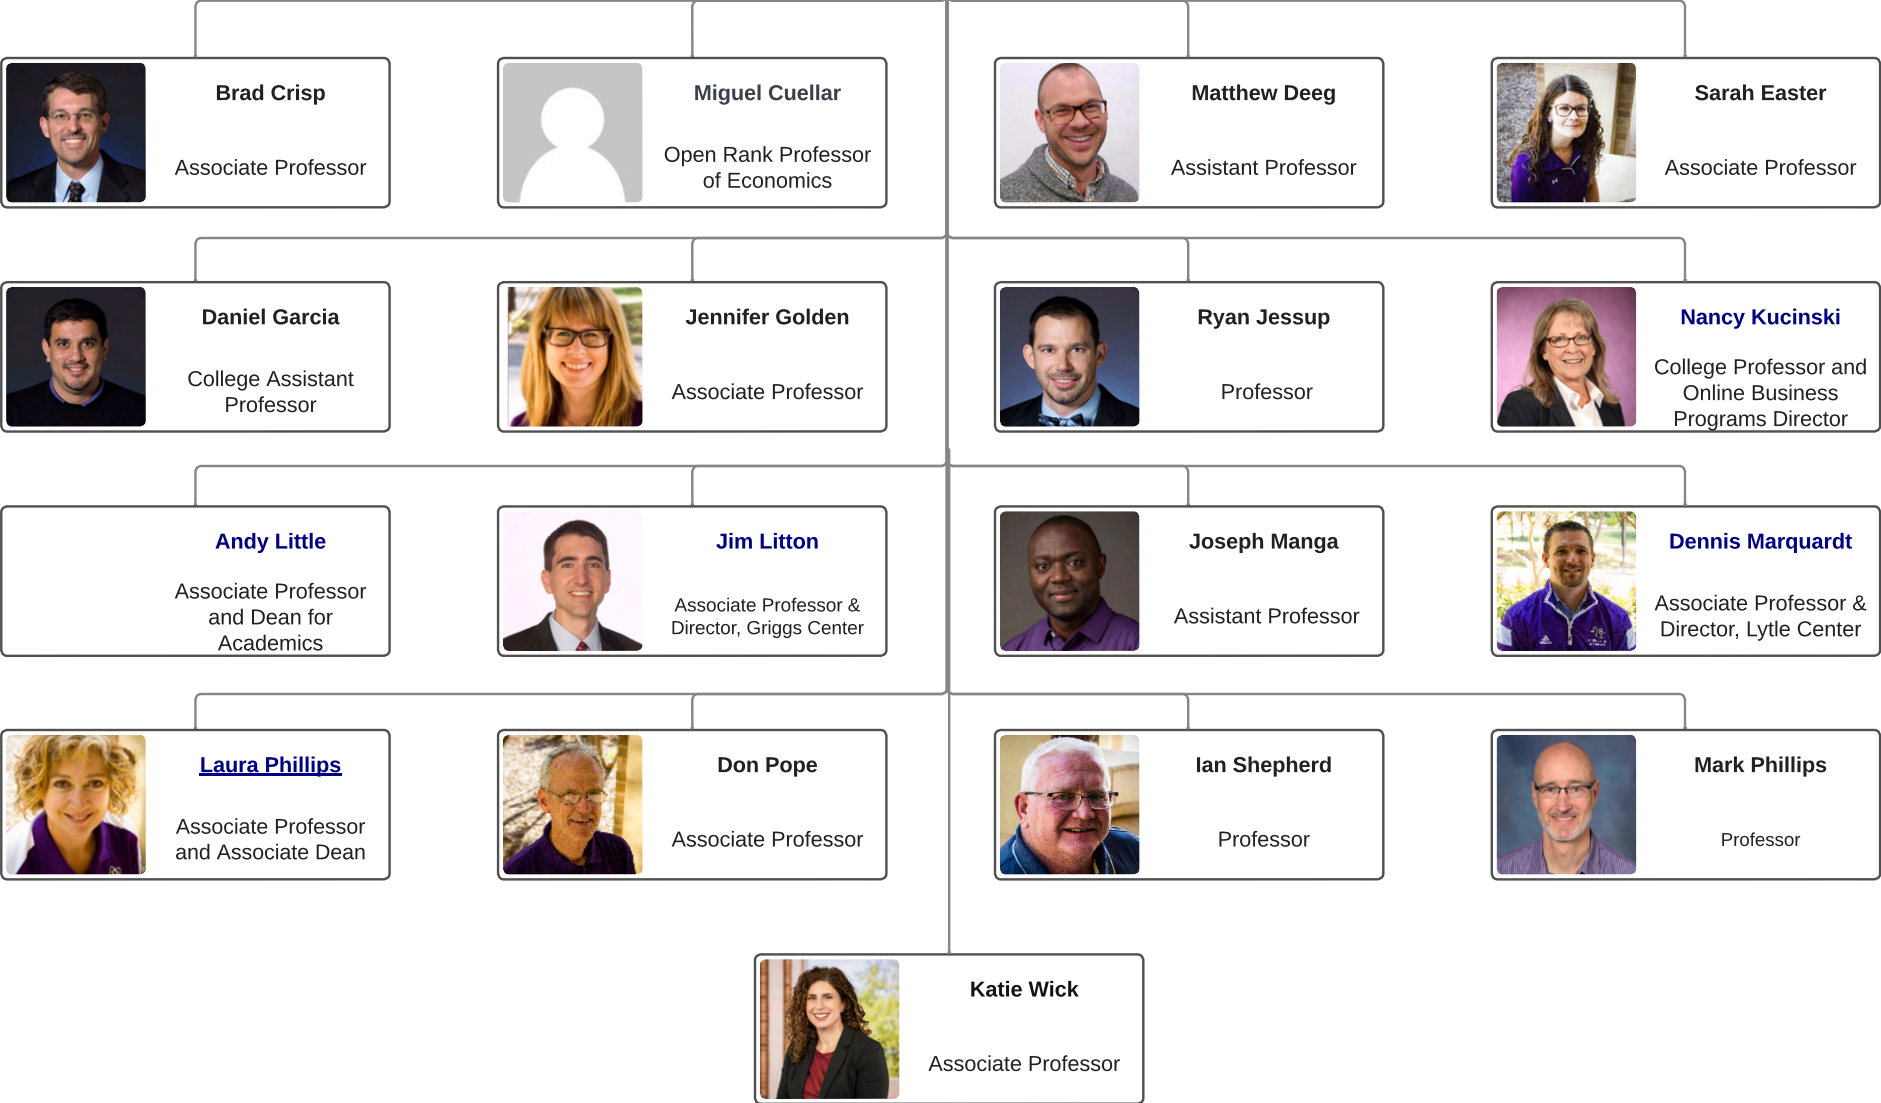 Brad Crisp
Associate Professor
Miguel Cuellar
Open Rank Professor
of Economics
Matthew Deeg
Assistant Professor
Sarah Easter
Associate Professor
Daniel Garcia
College Assistant
Professor
Jennifer Golden
Associate Professor
Ryan Jessup
Professor
Nancy Kucinski
College Professor and
Online Business
Programs Director
Andy Little
Associate Professor
and Dean for
Academics
Jim Litton
Associate Professor &
Director, Griggs Center
Joseph Manga
Assistant Professor
Dennis Marquardt
Associate Professor &
Director, Lytle Center
Laura Phillips
Associate Professor
and Associate Dean
Don Pope
Associate Professor
Ian Shepherd
Professor
Mark Phillips
Professor
Katie Wick
Associate Professor